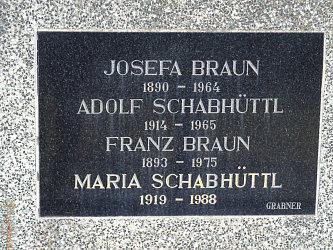 JOSEFA BRAUN
1890 – 1964
ADOLF SCHABHÜTTL
1914 – 1965
FRANZ BRAUN
1893 – 1975
MARIA SCHABHÜTTL
1919 – 1988
GRABNER